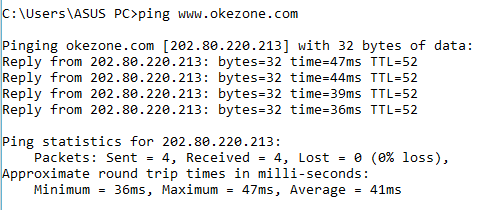 C:\Users\ASUS PC>ping www.okezone.com
Pinging okezone.com [202.80.220.213] with 32 bytes of data:
Reply from 202.80.220.213: bytes=32 time=47ms TTL=52
Reply from 202.80.220.213: bytes=32 time=44ms TTL=52
Reply from 202.80.220.213: bytes=32 time=39ms TTL=52
Reply from 202.80.220.213: bytes=32 time=36ms TTL=52
Ping statistics for 202.80.220.213:
Packets: Sent = 4, Received = 4, Lost = 0 (0% loss),
Approximate round trip times in milli-seconds:
Minimum = 36ms, Maximum = 47ms, Average = 41ms